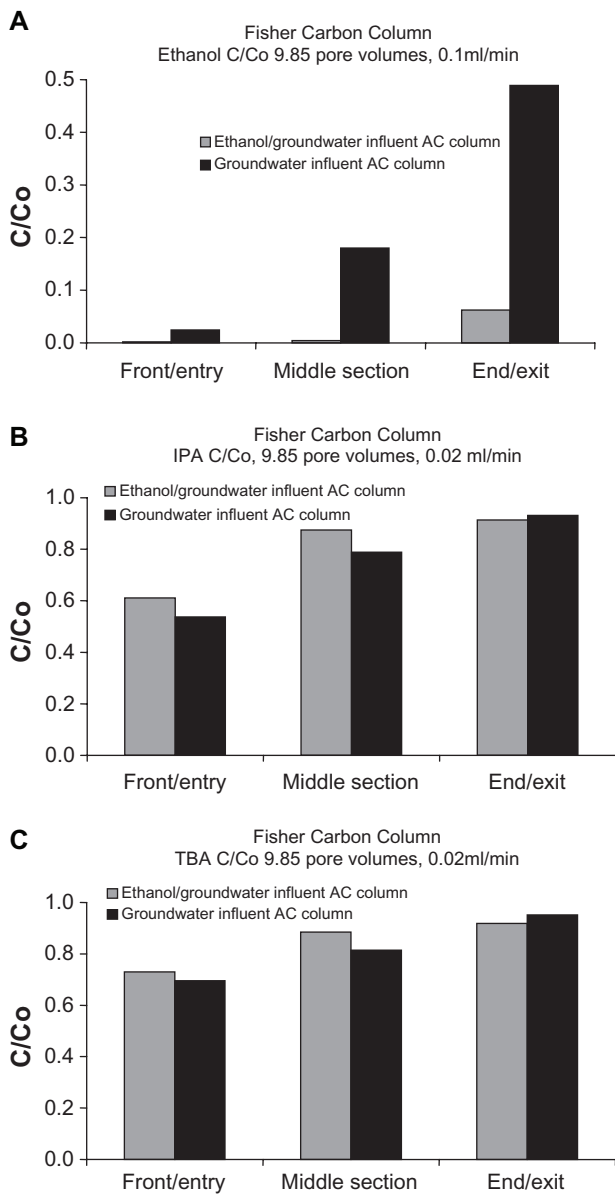 A
Fisher Carbon Column
Ethanol C/Co 9.85 pore volumes, 0.1ml/min
0.5
0.4
0.3
0.2
0.1
0.0
C/Co
Ethanol/groundwater influent AC column
Groundwater influent AC column
Front/entry
Middle section
End/exit
B
Fisher Carbon Column
IPA C/Co, 9.85 pore volumes, 0.02 ml/min
1.0
0.8
0.6
0.4
0.2
0.0
C/Co
Ethanol/groundwater influent AC column
Groundwater influent AC column
Front/entry
Middle section
End/exit
C
Fisher Carbon Column
TBA C/Co 9.85 pore volumes, 0.02ml/min
1.0
0.8
0.6
0.4
0.2
0.0
C/Co
Ethanol/groundwater influent AC column
Groundwater influent AC column
Front/entry
Middle section
End/exit